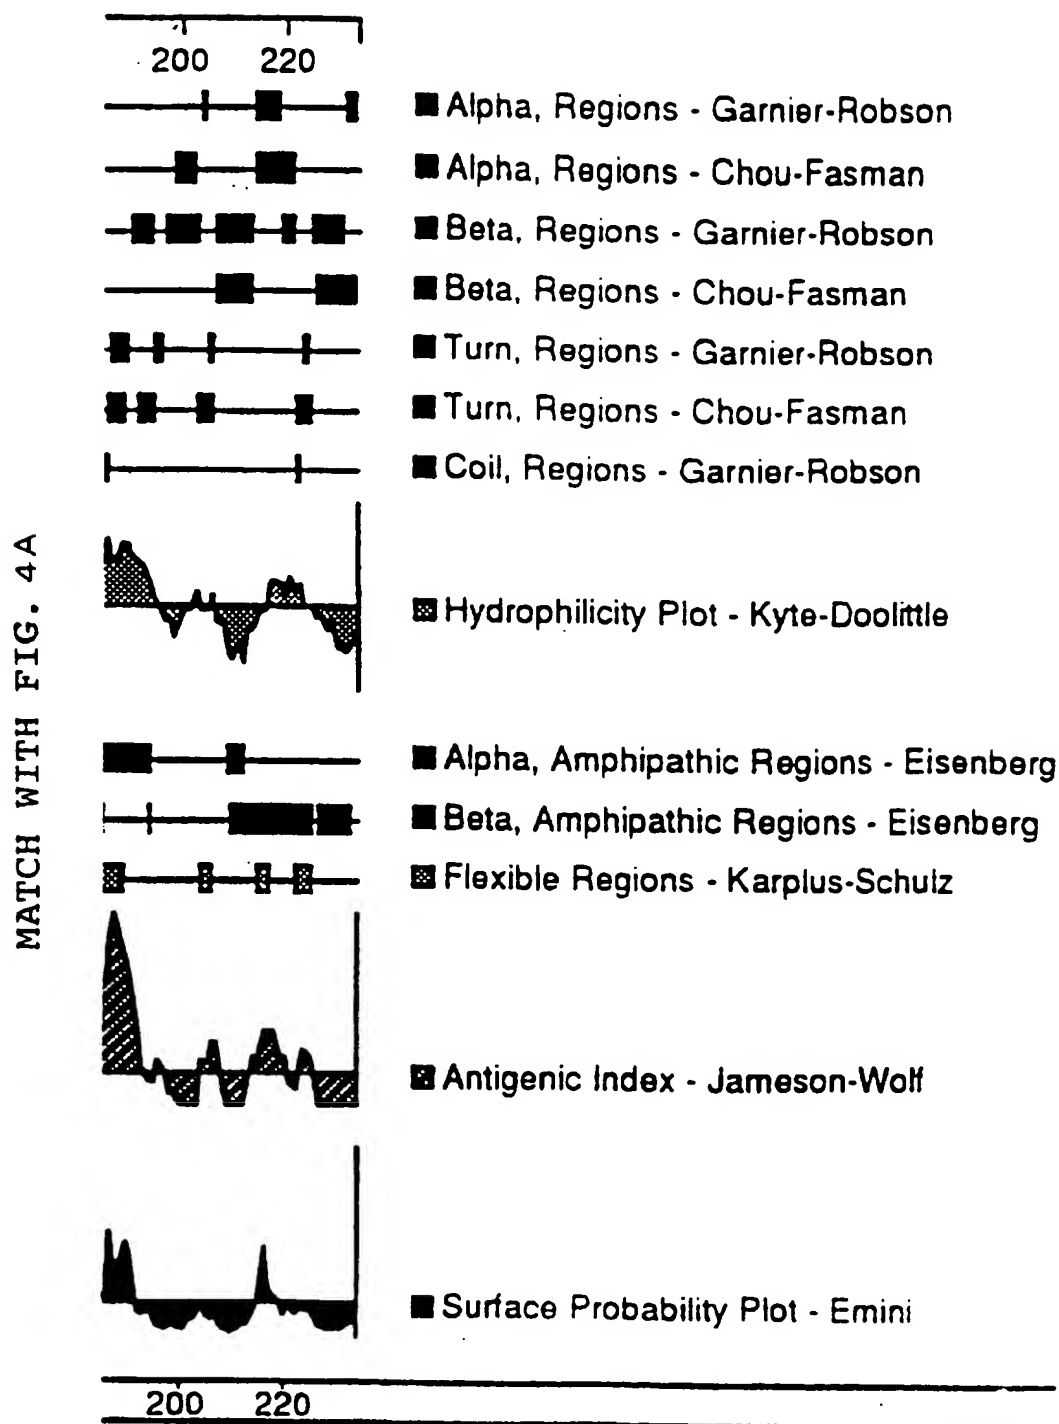 200 220
Alpha, Regions - Garnier-Robson
Alpha, Regions - Chou-Fasman
Beta, Regions - Garnier-Robson
Beta, Regions - Chou-Fasman
Turn, Regions - Garnier-Robson
Turn, Regions - Chou-Fasman
Coil, Regions - Garnier-Robson
MATCH WITH FIG. 4A
Hydrophilicity Plot - Kyte-Doolittle
Alpha, Amphipathic Regions - Eisenberg
Beta, Amphipathic Regions - Eisenberg
Flexible Regions - Karplus-Schulz
Antigenic Index - Jameson-Wolf
Surface Probability Plot - Emini
200 220